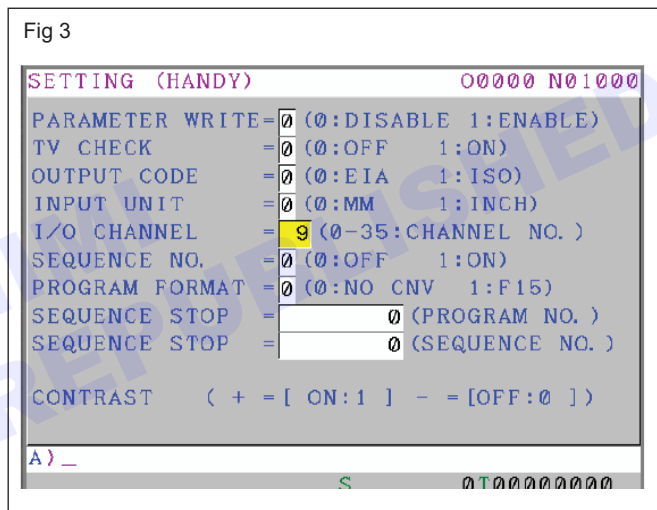 Fig 3
SETTING (HANDY) O0000 N01000
PARAMETER WRITE=0 (0:DISABLE 1:ENABLE)
TV CHECK =0 (0:OFF 1:ON)
OUTPUT CODE =0 (0:EIA 1:ISO)
INPUT UNIT =0 (0:MM 1:INCH)
I/O CHANNEL = 9 (0-35:CHANNEL NO.)
SEQUENCE NO. =0 (0:OFF 1:ON)
PROGRAM FORMAT =0 (0:NO CNV 1:F15)
SEQUENCE STOP = 0 (PROGRAM NO.)
SEQUENCE STOP = 0 (SEQUENCE NO.)
CONTRAST ( + =[ ON:1 ] - =[OFF:0 ])
A)_
S 0T00000000